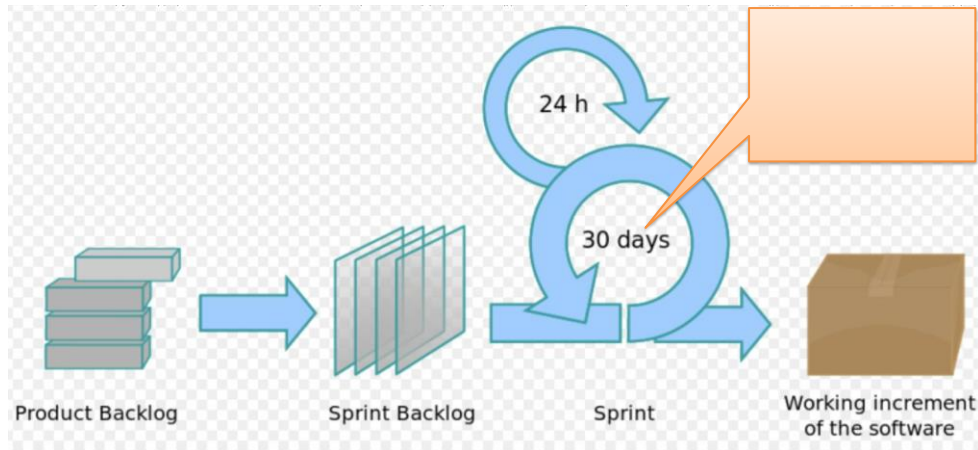 24 h
30 days
Product Backlog
Sprint Backlog
Sprint
Working increment
of the software